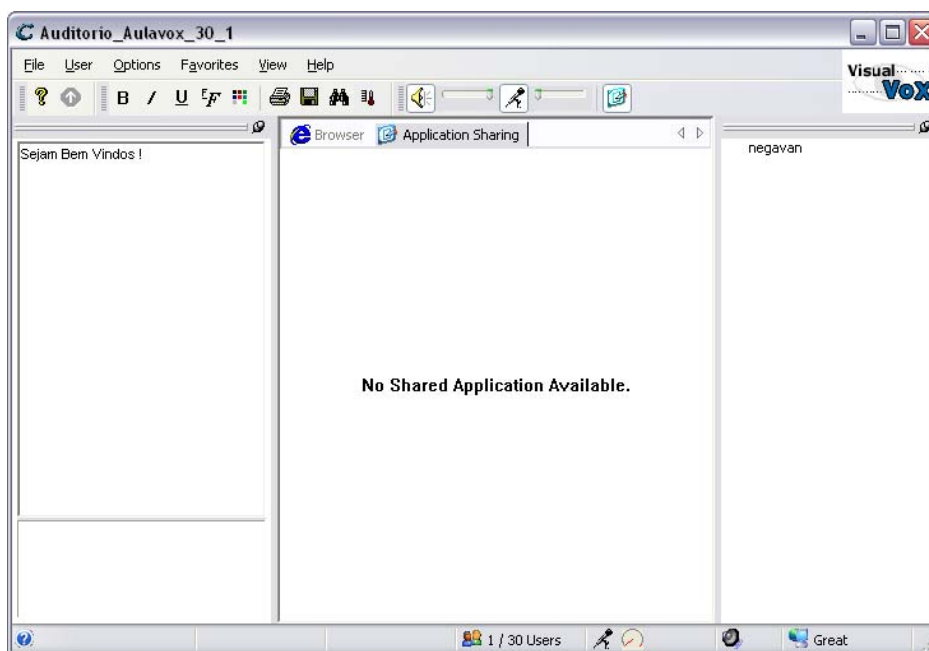 Auditorio_Aulavox_30_1
File User Options Favorites View Help
Visual
Vox
B I U F
Browser Application Sharing
Sejam Bem Vindos !
negavan
No Shared Application Available.
1 / 30 Users
Great